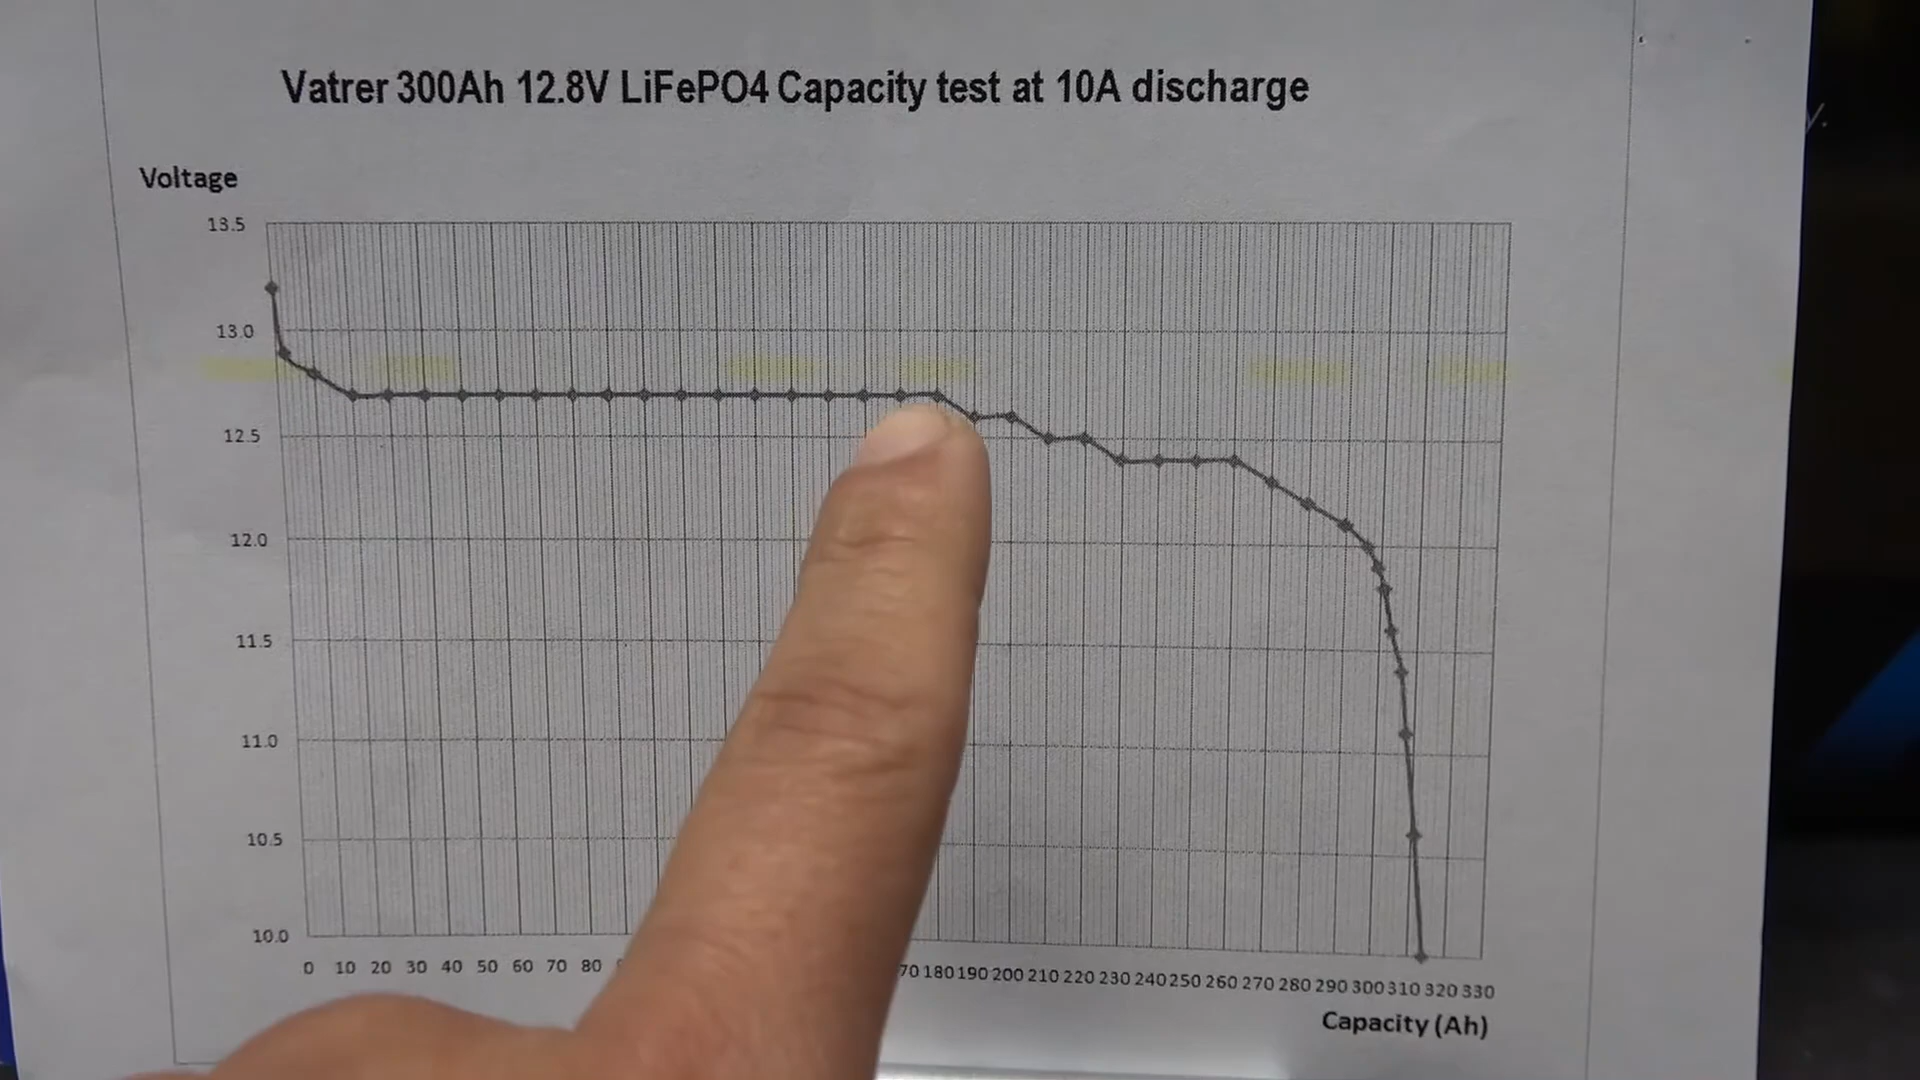 Vatrer 300Ah 12.8V LiFePO4 Capacity test at 10A discharge
Voltage
13.5
13.0
12.5
12.0
11.5
11.0
10.5
10.0
0 10 20 30 40 50 60 70 80 70 180 190 200 210 220 230 240 250 260 270 280 290 300 310 320 330
Capacity (Ah)